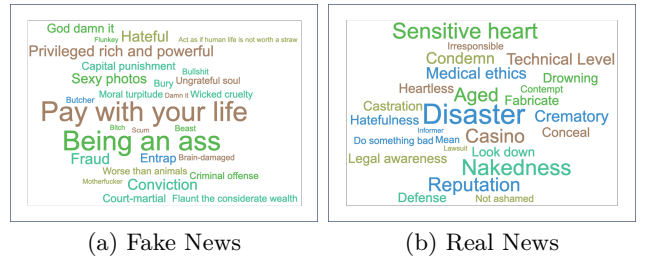 God damn it
Flunkey Hateful Act as if human life is not worth a straw
Privileged rich and powerful
Capital punishment
Bullshit
Sexy photos Bury Ungrateful soul
Moral turpitude Damn it Wicked cruelty
Butcher
Pay with your life
Bitch Scum Beast
Being an ass
Fraud Entrap Brain-damaged
Worse than animals
Criminal offense
Motherfucker Conviction
Court-martial Flaunt the considerate wealth
(a) Fake News
Sensitive heart
Irresponsible
Condemn Technical Level
Medical ethics
Drowning
Heartless Aged Contempt
Fabricate
Castration
Disaster Crematory
Hatefulness
Informer
Do something bad Mean Casino Conceal
Lawsuit
Legal awareness Look down
Nakedness
Reputation
Defense Not ashamed
(b) Real News